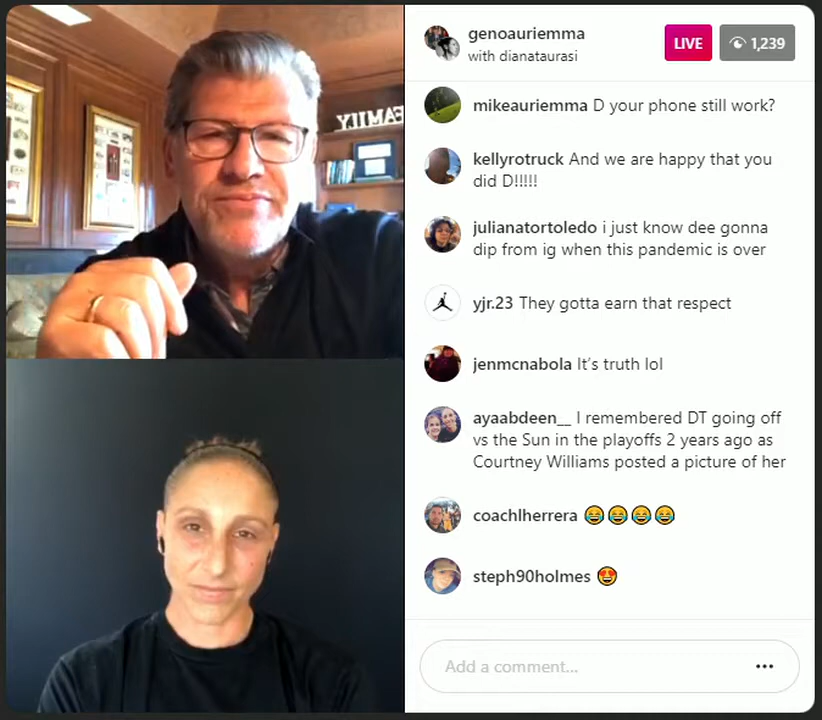 FAMILY
genoauriemma
with dianataurasi
LIVE
1,239
mikeauriemma D your phone still work?
kellyrotruck And we are happy that you
did D!!!!!
julianatortoledo i just know dee gonna
dip from ig when this pandemic is over
yjr.23 They gotta earn that respect
jenmcnabola It's truth lol
ayaabdeen__ I remembered DT going off
vs the Sun in the playoffs 2 years ago as
Courtney Williams posted a picture of her
coachlherrera 😂😂😂😂
steph90holmes 😍
Add a comment...